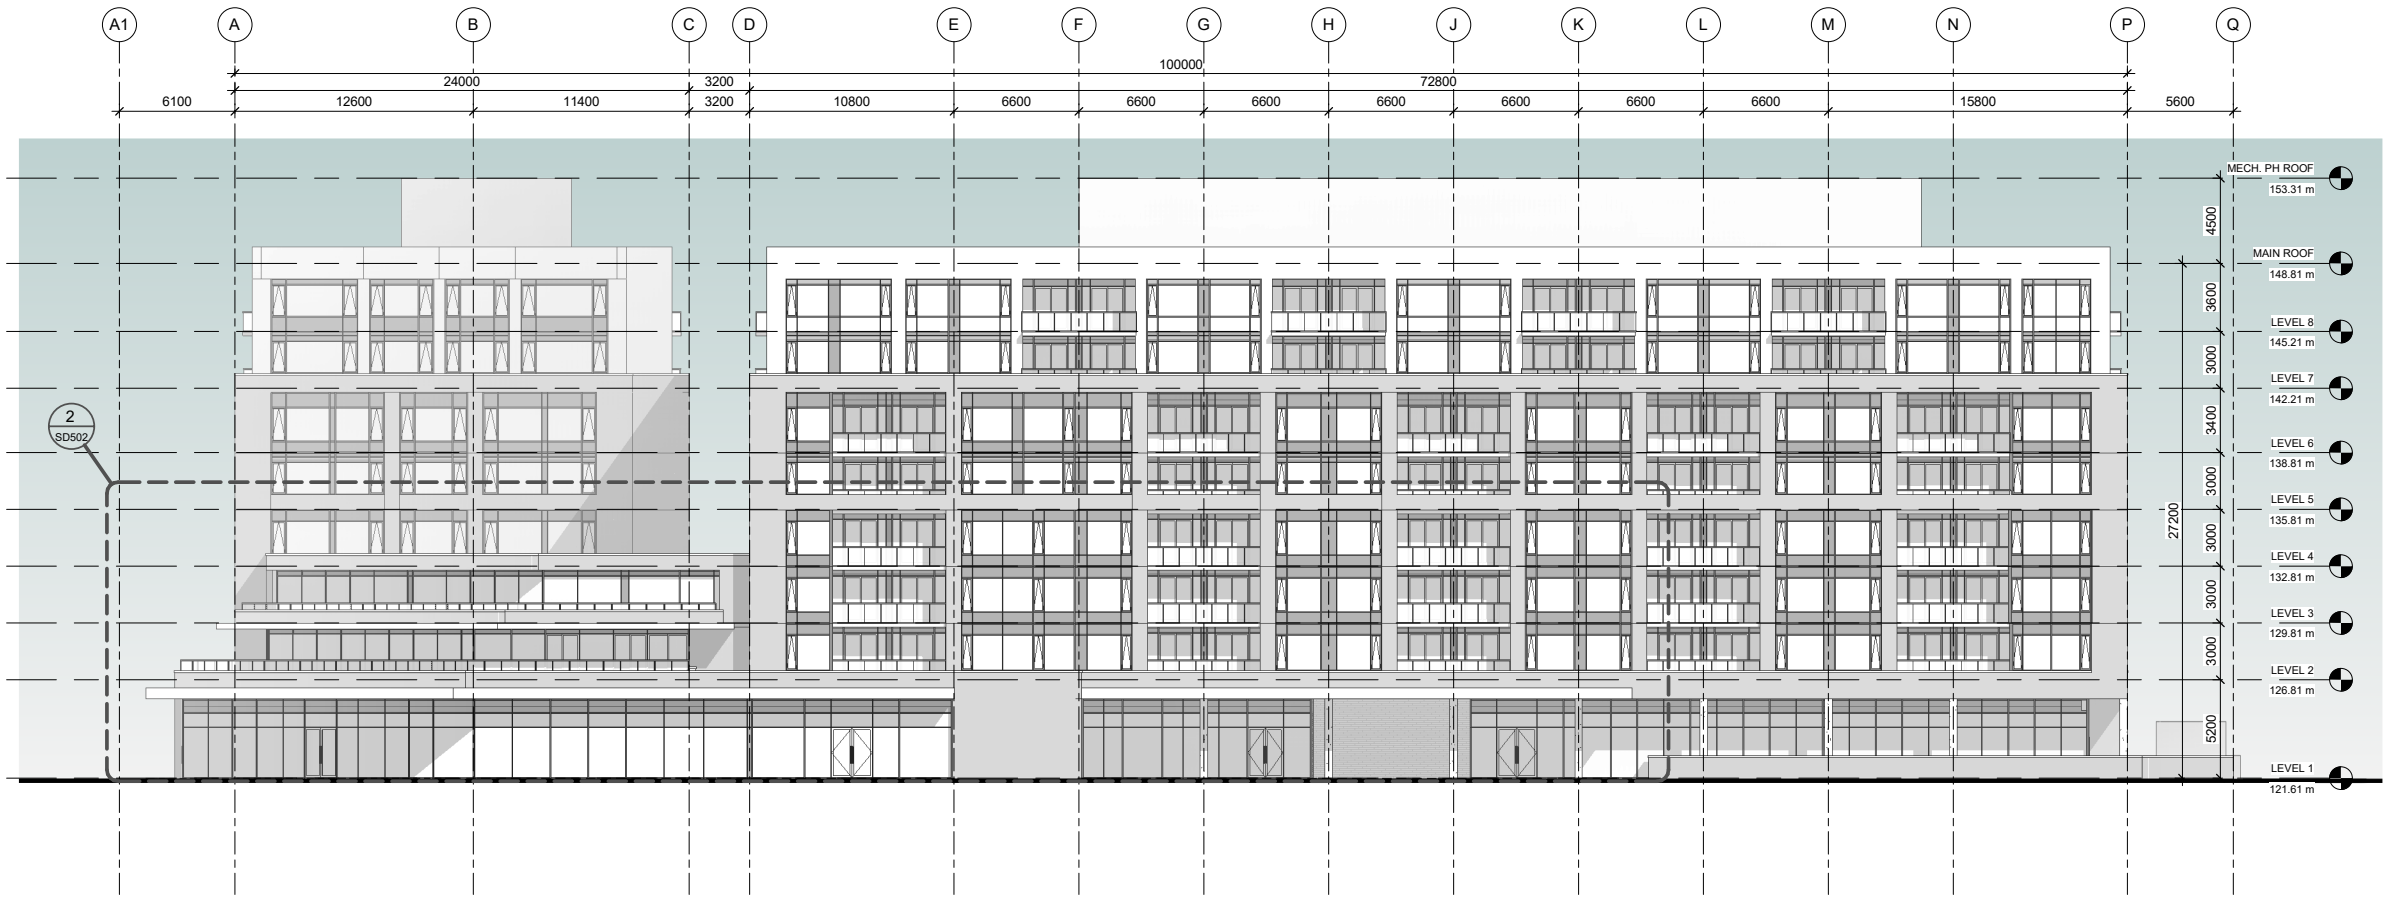 A1 A B C D E F G H J K L M N P Q
100000
24000 3200 72800
6100 12600 11400 3200 10800 6600 6600 6600 6600 6600 6600 6600 15800 5600
MECH. PH ROOF
153.31 m
4500
MAIN ROOF
148.81 m
3600
LEVEL 8
145.21 m
3000
LEVEL 7
142.21 m
3400
2
SD502
LEVEL 6
138.81 m
3000
LEVEL 5
135.81 m
27200
3000
LEVEL 4
132.81 m
3000
LEVEL 3
129.81 m
3000
LEVEL 2
126.81 m
5200
LEVEL 1
121.61 m